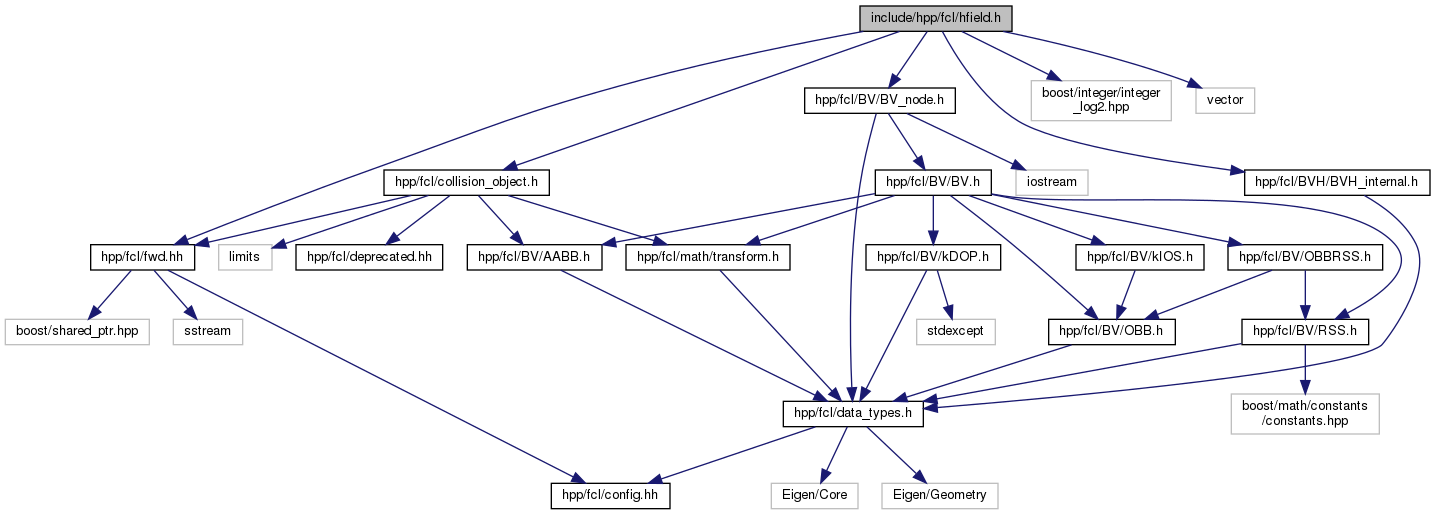 include/hpp/fcl/hfield.h
hpp/fcl/BV/BV_node.h
boost/integer/integer
_log2.hpp
vector
hpp/fcl/collision_object.h
hpp/fcl/BV/BV.h
iostream
hpp/fcl/BVH/BVH_internal.h
hpp/fcl/fwd.hh
limits
hpp/fcl/deprecated.hh
hpp/fcl/BV/AABB.h
hpp/fcl/math/transform.h
hpp/fcl/BV/kDOP.h
hpp/fcl/BV/kIOS.h
hpp/fcl/BV/OBBRSS.h
boost/shared_ptr.hpp
sstream
stdexcept
hpp/fcl/BV/OBB.h
hpp/fcl/BV/RSS.h
hpp/fcl/data_types.h
boost/math/constants
/constants.hpp
hpp/fcl/config.hh
Eigen/Core
Eigen/Geometry